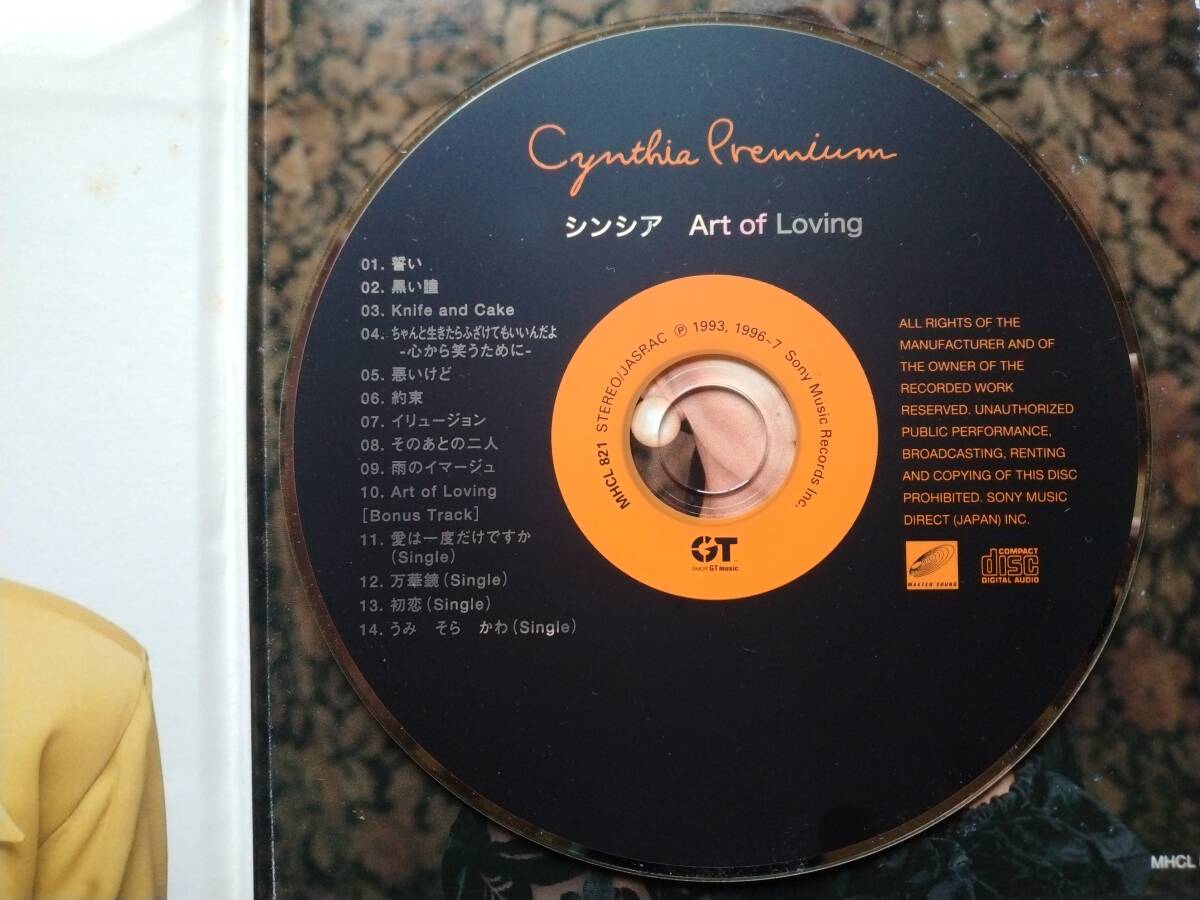 Cynthia Premium
シンシア Art of Loving
01. 誓い
02. 黒い瞳
03. Knife and Cake
04. ちゃんと生きたらふざけてもいいんだよ
-心から笑うために-
05. 悪いけど
06. 約束
07. イリュージョン
08. そのあとの二人
09. 雨のイマージュ
10. Art of Loving
[Bonus Track]
11. 愛は一度だけですか
(Single)
12. 万華鏡(Single)
13. 初恋(Single)
14. うみ そら かわ(Single)
MHCL 821 STEREO/JASRAC Ⓟ 1993, 1996-7 Sony Music Records Inc.
GT
GT music
ALL RIGHTS OF THE
MANUFACTURER AND OF
THE OWNER OF THE
RECORDED WORK
RESERVED. UNAUTHORIZED
PUBLIC PERFORMANCE,
BROADCASTING, RENTING
AND COPYING OF THIS DISC
PROHIBITED. SONY MUSIC
DIRECT (JAPAN) INC.
MASTER SOUND
COMPACT
disc
DIGITAL AUDIO
MHCL